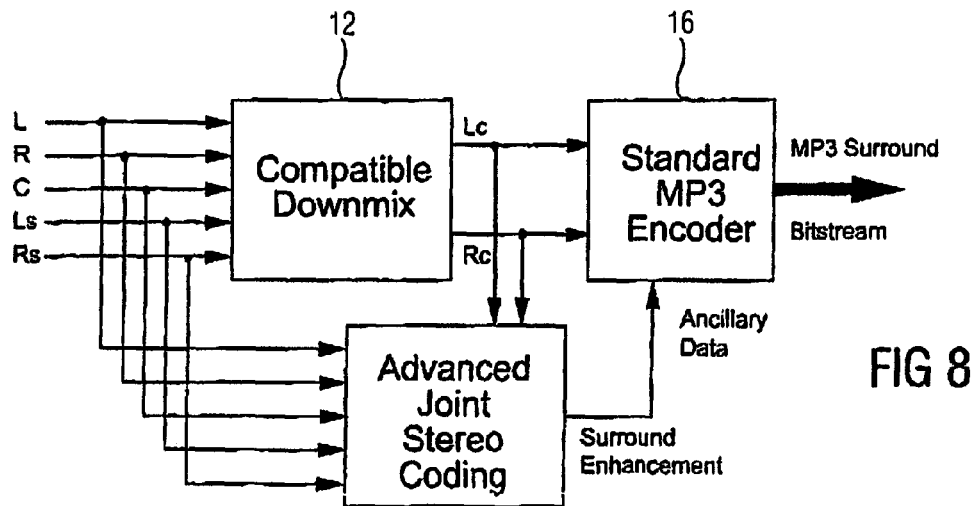 12
16
L
R
C
Ls
Rs
Compatible
Downmix
Lc
Rc
Standard
MP3
Encoder
MP3 Surround
Bitstream
Advanced
Joint
Stereo
Coding
Surround
Enhancement
Ancillary
Data
FIG 8